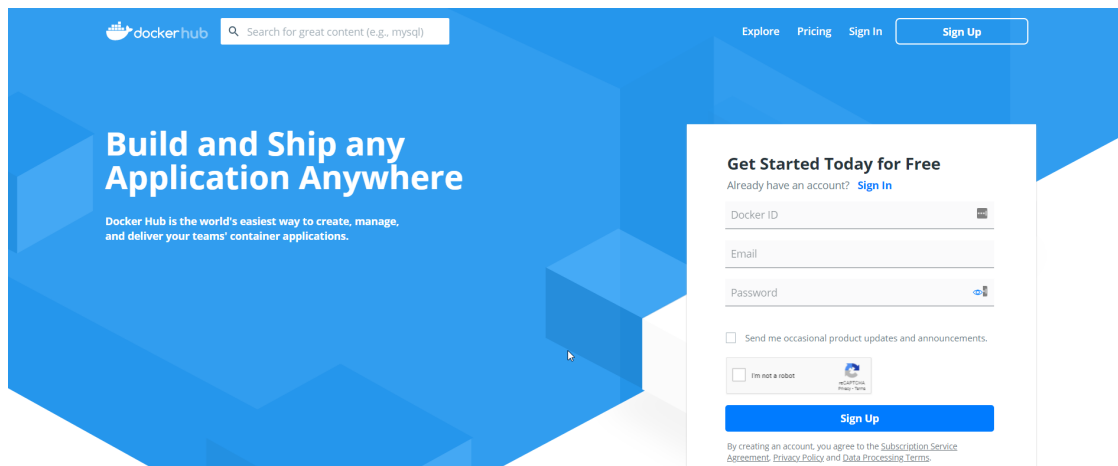 dockerhub
Search for great content (e.g., mysql)
Explore
Pricing
Sign In
Sign Up
Build and Ship any
Application Anywhere
Docker Hub is the world's easiest way to create, manage,
and deliver your teams' container applications.
Get Started Today for Free
Already have an account? Sign In
Docker ID
Email
Password
Send me occasional product updates and announcements.
I'm not a robot
reCAPTCHA
Privacy - Terms
Sign Up
By creating an account, you agree to the Subscription Service
Agreement, Privacy Policy and Data Processing Terms.